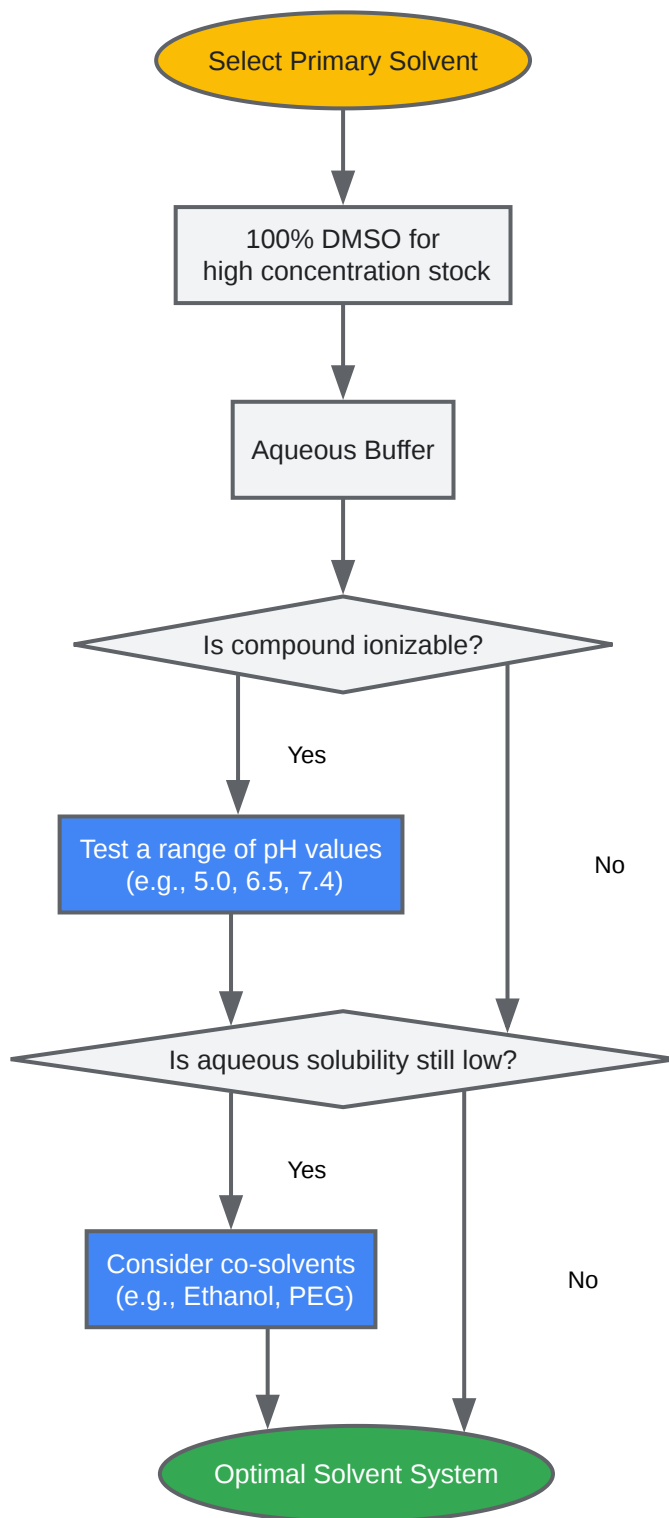 Select Primary Solvent
100% DMSO for
high concentration stock
Aqueous Buffer
Is compound ionizable?
Yes
Test a range of pH values
(e.g., 5.0, 6.5, 7.4)
No
Is aqueous solubility still low?
Yes
Consider co-solvents
(e.g., Ethanol, PEG)
No
Optimal Solvent System